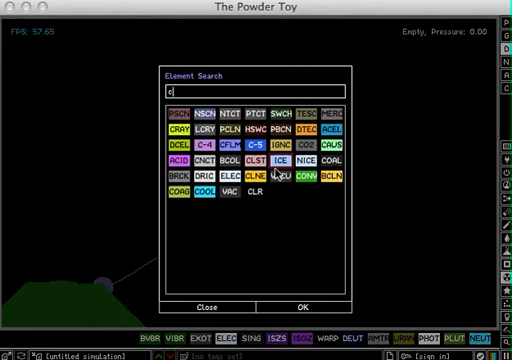 The Powder Toy
FPS: 57.65
Empty, Pressure: 0.00
Element Search
c
PSCN NSCN NTCT PTCT SWCH TESC MERC
CRAY LCRY PCLN HSWC PBCN DTEC ACEL
DCEL C-4 CFLM C-5 IGNC CO2 CAUS
ACID CNCT BCOL CLST ICE NICE COAL
BRCK DRIC ELEC CLNE CONV BCLN
COAG COOL VAC CLR
Close OK
P
G
D
N
A
C
BVBR VIBR EXOT ELEC SING ISZS ISOZ WARP DEUT AMTR URAN PHOT PLUT NEUT
[untitled simulation] [no tags set] [sign in]